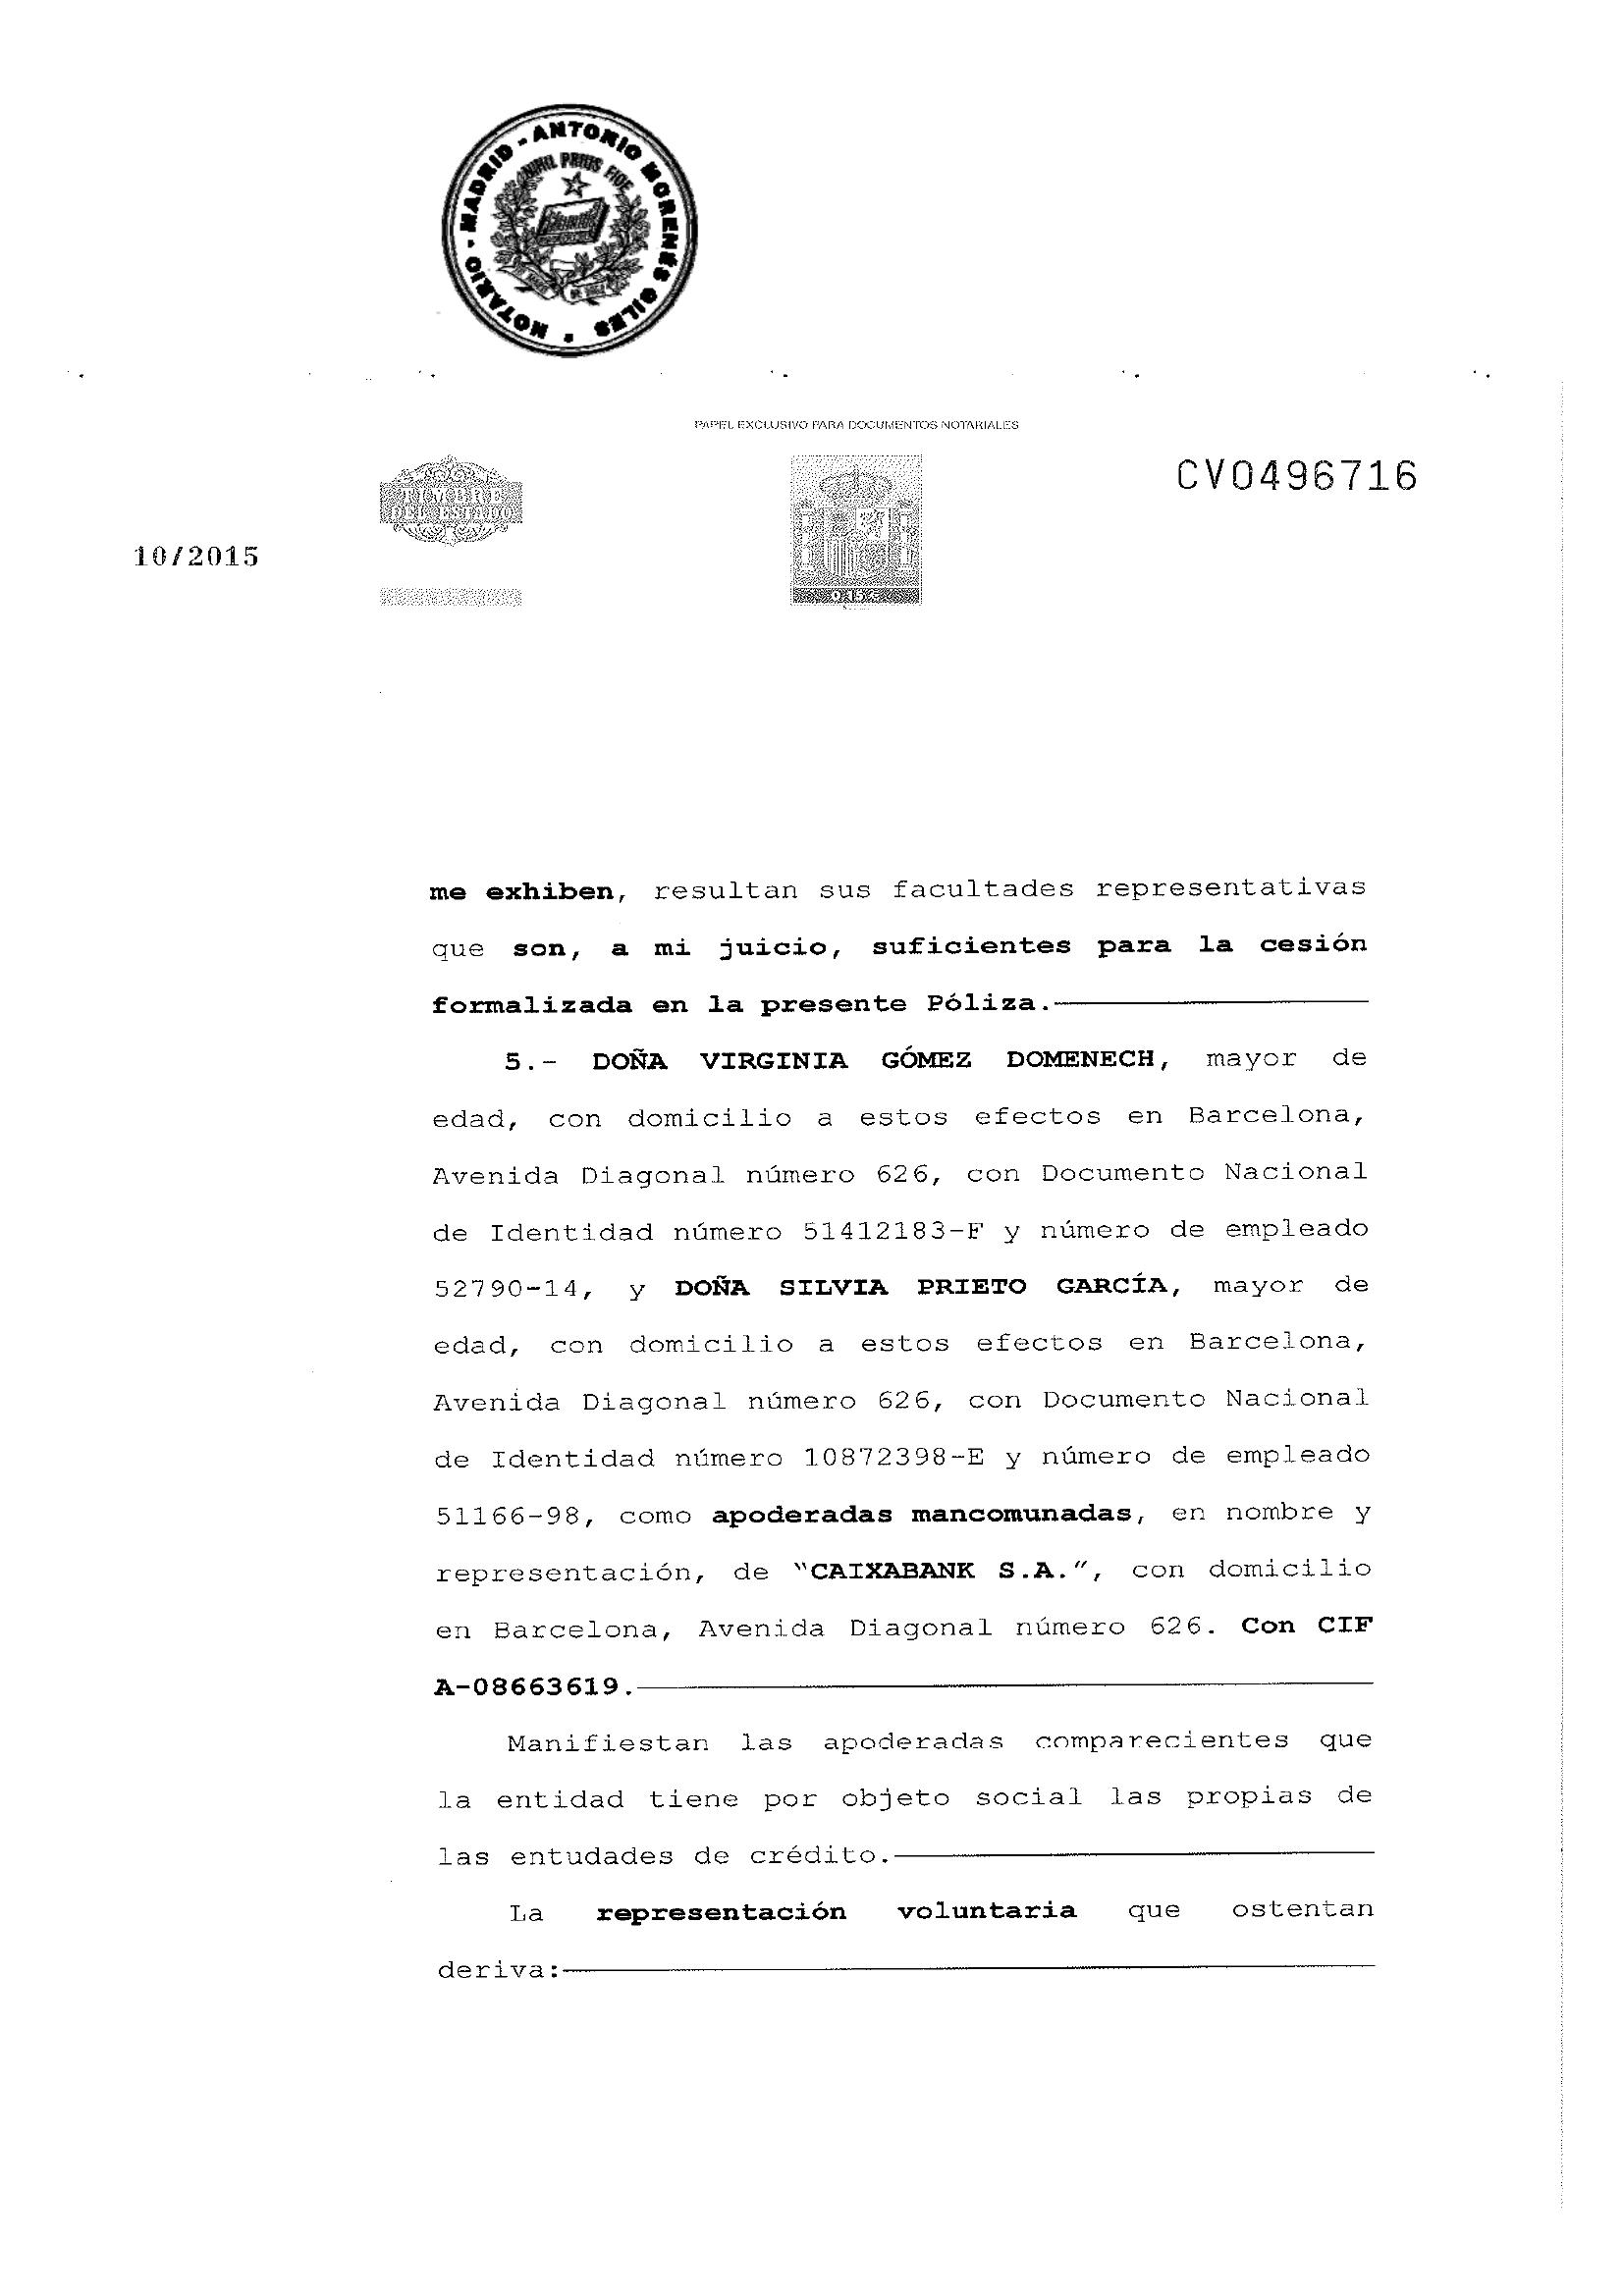 NOTARIO - MADRID - ANTONIO MORENÉS GILES
NIHIL PRIUS FIDE
PAPEL EXCLUSIVO PARA DOCUMENTOS NOTARIALES
TIMBRE
DEL ESTADO
CV0496716
10/2015
0,15 €
me exhiben, resultan sus facultades representativas
que son, a mi juicio, suficientes para la cesión
formalizada en la presente Póliza.
5.- DOÑA VIRGINIA GÓMEZ DOMENECH, mayor de
edad, con domicilio a estos efectos en Barcelona,
Avenida Diagonal número 626, con Documento Nacional
de Identidad número 51412183-F y número de empleado
52790-14, y DOÑA SILVIA PRIETO GARCÍA, mayor de
edad, con domicilio a estos efectos en Barcelona,
Avenida Diagonal número 626, con Documento Nacional
de Identidad número 10872398-E y número de empleado
51166-98, como apoderadas mancomunadas, en nombre y
representación, de "CAIXABANK S.A.", con domicilio
en Barcelona, Avenida Diagonal número 626. Con CIF
A-08663619.
Manifiestan las apoderadas comparecientes que
la entidad tiene por objeto social las propias de
las entudades de crédito.
La representación voluntaria que ostentan
deriva: